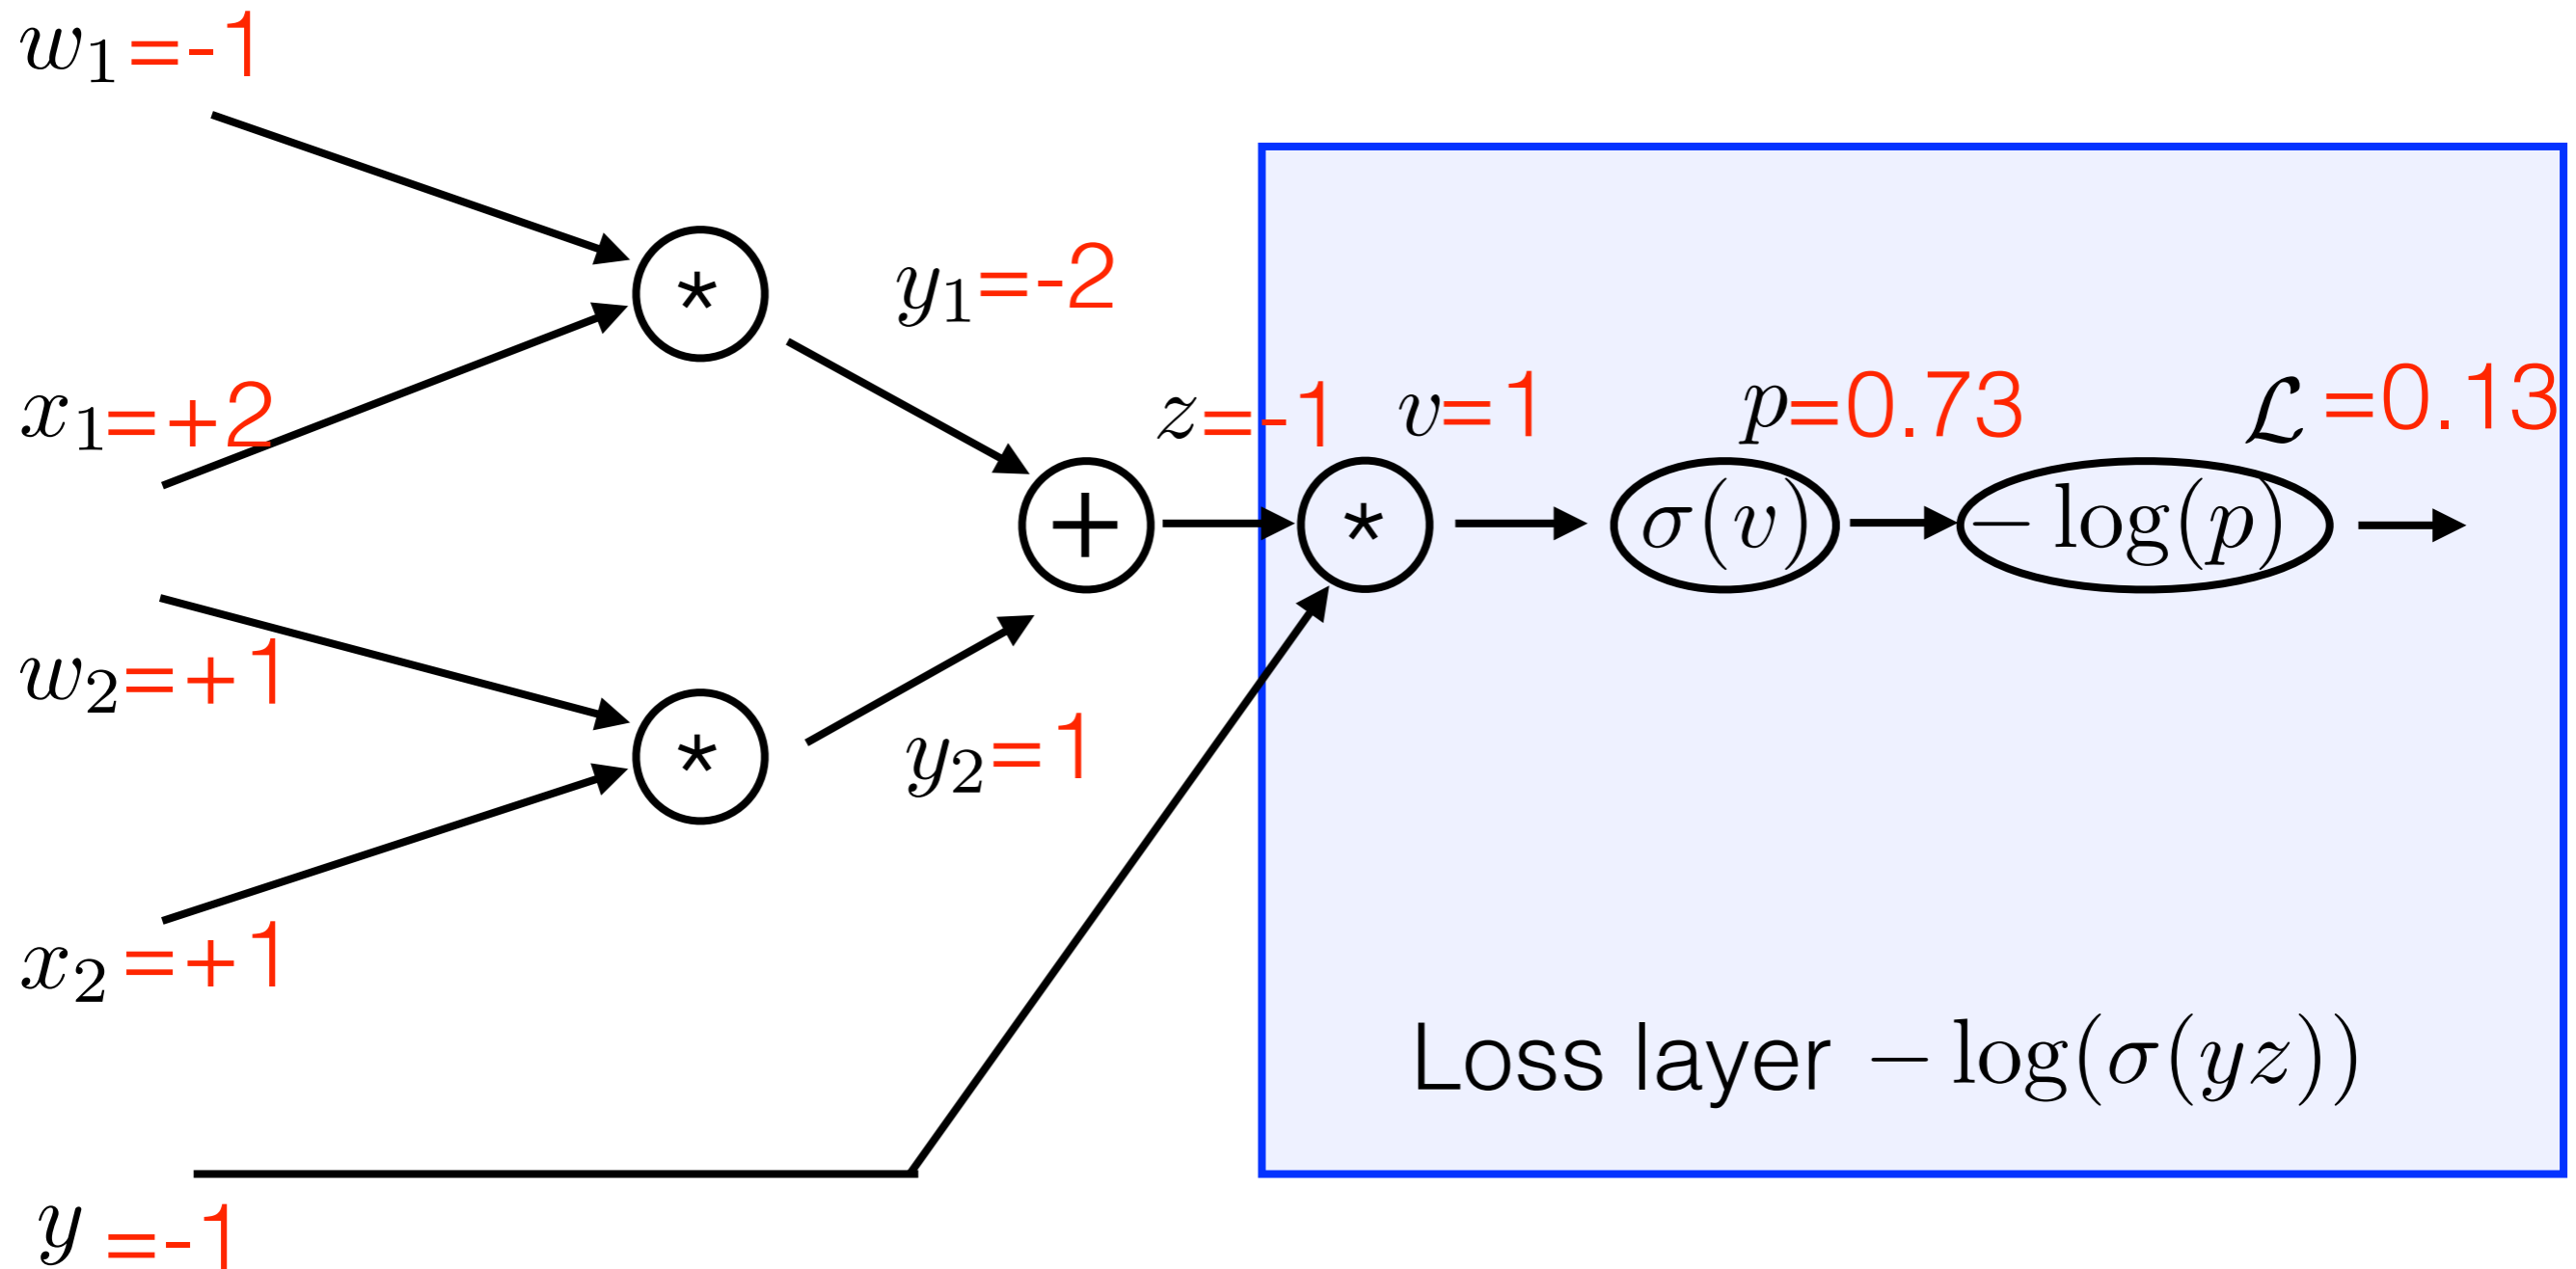 w₁=-1
y₁=-2
x₁=+2
z=-1
v=1
p=0.73
ℒ=0.13
*
+
*
σ(v)
− log(p)
w₂=+1
*
y₂=1
x₂=+1
Loss layer − log(σ(yz))
y=-1